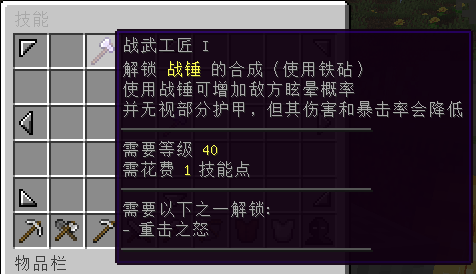 技能
战武工匠 I
解锁 战锤 的合成（使用铁砧）
使用战锤可增加敌方眩晕概率
并无视部分护甲，但其伤害和暴击率会降低
需要等级 40
需花费 1 技能点
需要以下之一解锁:
- 重击之怒
物品栏